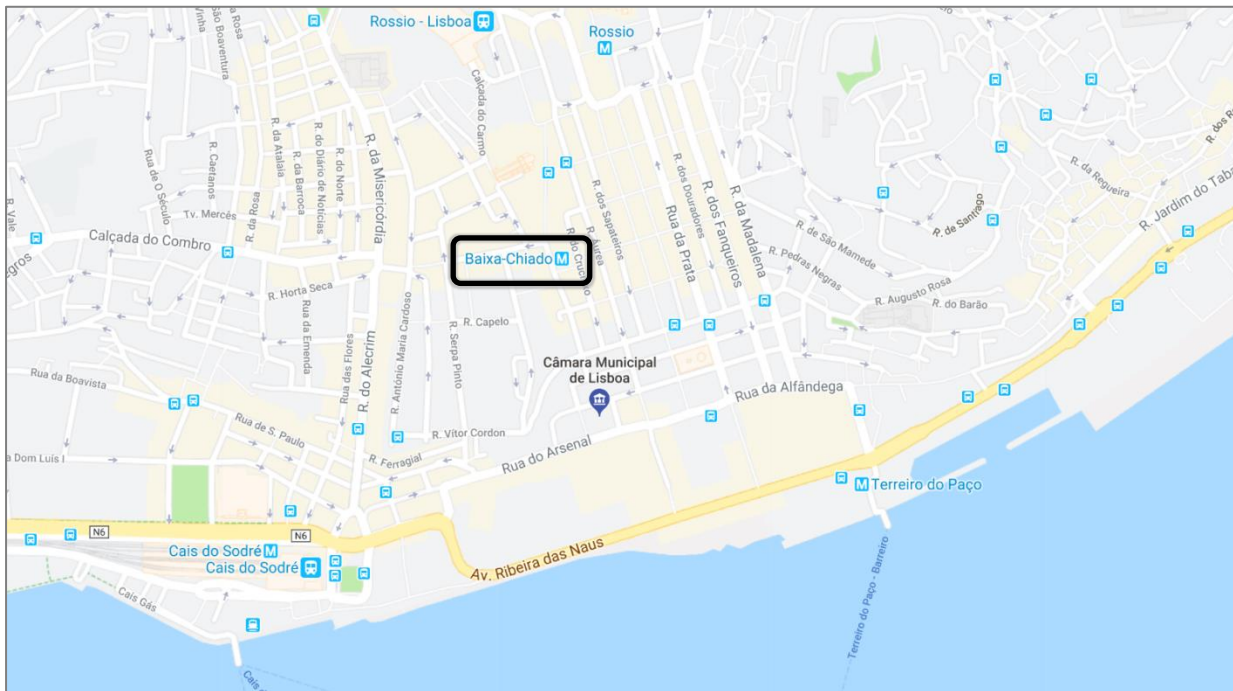 Rossio - Lisboa
Rossio
M
São Boaventura
Vinha
a Rosa
Calçada do Carmo
R. da Misericórdia
R. da Atalaia
R. do Diário de Notícias
R. da Barroca
R. do Norte
R. Caetanos
Rua de O Século
R. Vale
Tv. Mercês
R. da Rosa
Calçada do Combro
egros
R. dos Sapateiros
R. Áurea
R. do Crucifixo
R. dos Douradores
Rua da Prata
R. dos Fanqueiros
R. da Madalena
R. dos Re
R. da Regueira
R. de Santiago
R. Jardim do Taba
R. de São Mamede
R. Pedras Negras
R. Augusto Rosa
R. do Barão
Baixa-Chiado M
R. Horta Seca
R. Capelo
Rua da Emenda
Rua das Flores
R. do Alecrim
R. António Maria Cardoso
R. Serpa Pinto
Câmara Municipal
de Lisboa
Rua da Boavista
Rua da Alfândega
Rua de S. Paulo
R. Vítor Cordon
Rua do Arsenal
R. Ferragial
a Dom Luís I
M Terreiro do Paço
N6
N6
Cais do Sodré M
Cais do Sodré
Av. Ribeira das Naus
Cais Gás
Terreiro do Paço - Barreiro